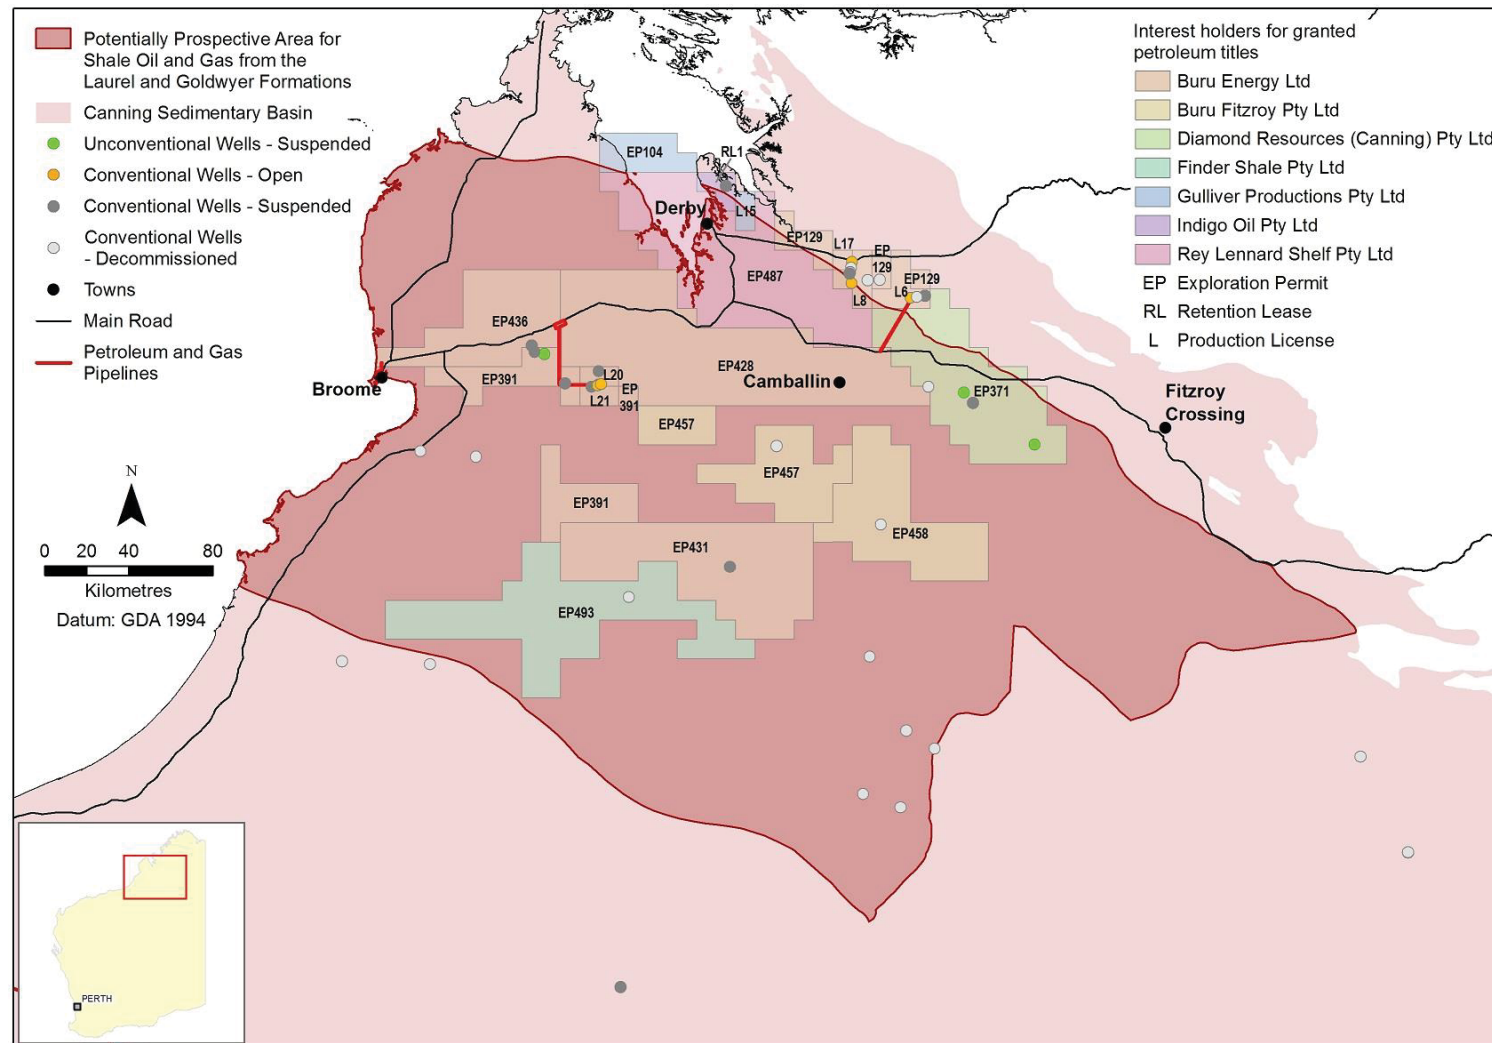 Potentially Prospective Area for
Shale Oil and Gas from the
Laurel and Goldwyer Formations
Canning Sedimentary Basin
Unconventional Wells - Suspended
Conventional Wells - Open
Conventional Wells - Suspended
Conventional Wells
- Decommissioned
Towns
Main Road
Petroleum and Gas
Pipelines
Interest holders for granted
petroleum titles
Buru Energy Ltd
Buru Fitzroy Pty Ltd
Diamond Resources (Canning) Pty Ltd
Finder Shale Pty Ltd
Gulliver Productions Pty Ltd
Indigo Oil Pty Ltd
Rey Lennard Shelf Pty Ltd
EP Exploration Permit
RL Retention Lease
L Production License
EP104
RL1
Derby
L15
EP129
L17
EP
129
EP487
EP129
L6
L8
EP436
EP428
EP391
L20
EP
391
L21
Broome
Camballin
EP371
Fitzroy
Crossing
EP457
EP457
EP391
EP458
EP431
EP493
N
0 20 40 80
Kilometres
Datum: GDA 1994
PERTH